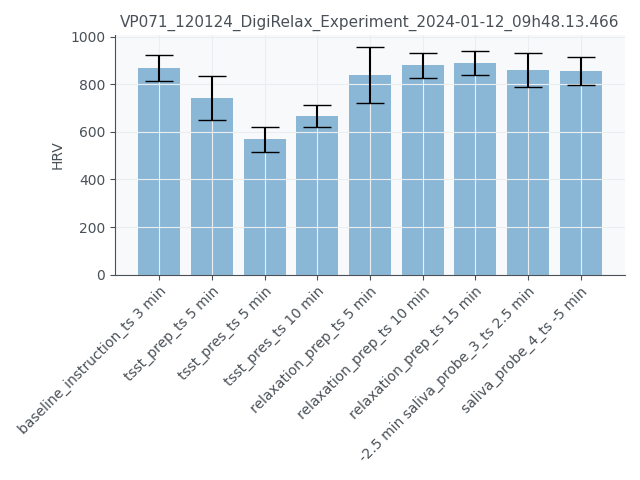 VP071_120124_DigiRelax_Experiment_2024-01-12_09h48.13.466
1000
800
600
400
200
0
HRV
baseline_instruction_ts 3 min
tsst_prep_ts 5 min
tsst_pres_ts 5 min
tsst_pres_ts 10 min
relaxation_prep_ts 5 min
relaxation_prep_ts 10 min
relaxation_prep_ts 15 min
-2.5 min saliva_probe_3_ts 2.5 min
saliva_probe_4_ts -5 min